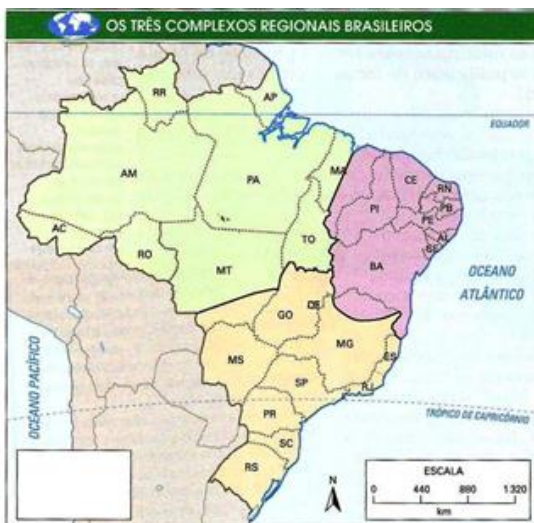 OS TRÊS COMPLEXOS REGIONAIS BRASILEIROS
RR
AP
EQUADOR
AM
PA
MA
CE
RN
PB
PI
PE
AL
SE
AC
RO
TO
MT
BA
OCEANO
ATLÂNTICO
GO
DF
MG
ES
MS
SP
RJ
OCEANO PACÍFICO
PR
TRÓPICO DE CAPRICÓRNIO
SC
RS
N
ESCALA
0 440 880 1.320
km